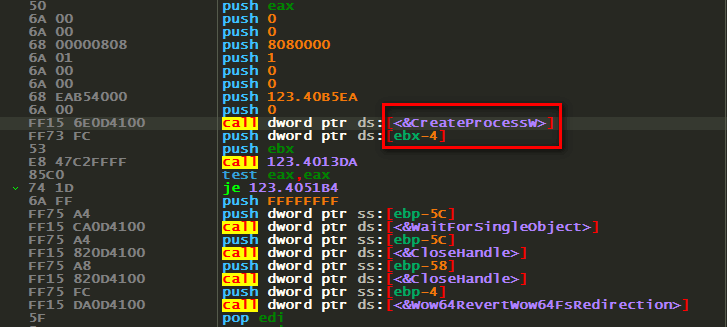 50 push eax
6A 00 push 0
6A 00 push 0
68 00000808 push 8080000
6A 01 push 1
6A 00 push 0
6A 00 push 0
68 EAB54000 push 123.40B5EA
6A 00 push 0
FF15 6E0D4100 call dword ptr ds:[<&CreateProcessW>]
FF73 FC push dword ptr ds:[ebx-4]
53 push ebx
E8 47C2FFFF call 123.4013DA
85C0 test eax,eax
74 1D je 123.4051B4
6A FF push FFFFFFFF
FF75 A4 push dword ptr ss:[ebp-5C]
FF15 CA0D4100 call dword ptr ds:[<&WaitForSingleObject>]
FF75 A4 push dword ptr ss:[ebp-5C]
FF15 820D4100 call dword ptr ds:[<&CloseHandle>]
FF75 A8 push dword ptr ss:[ebp-58]
FF15 820D4100 call dword ptr ds:[<&CloseHandle>]
FF75 FC push dword ptr ss:[ebp-4]
FF15 DA0D4100 call dword ptr ds:[<&Wow64RevertWow64FsRedirection>]
5F pop edi